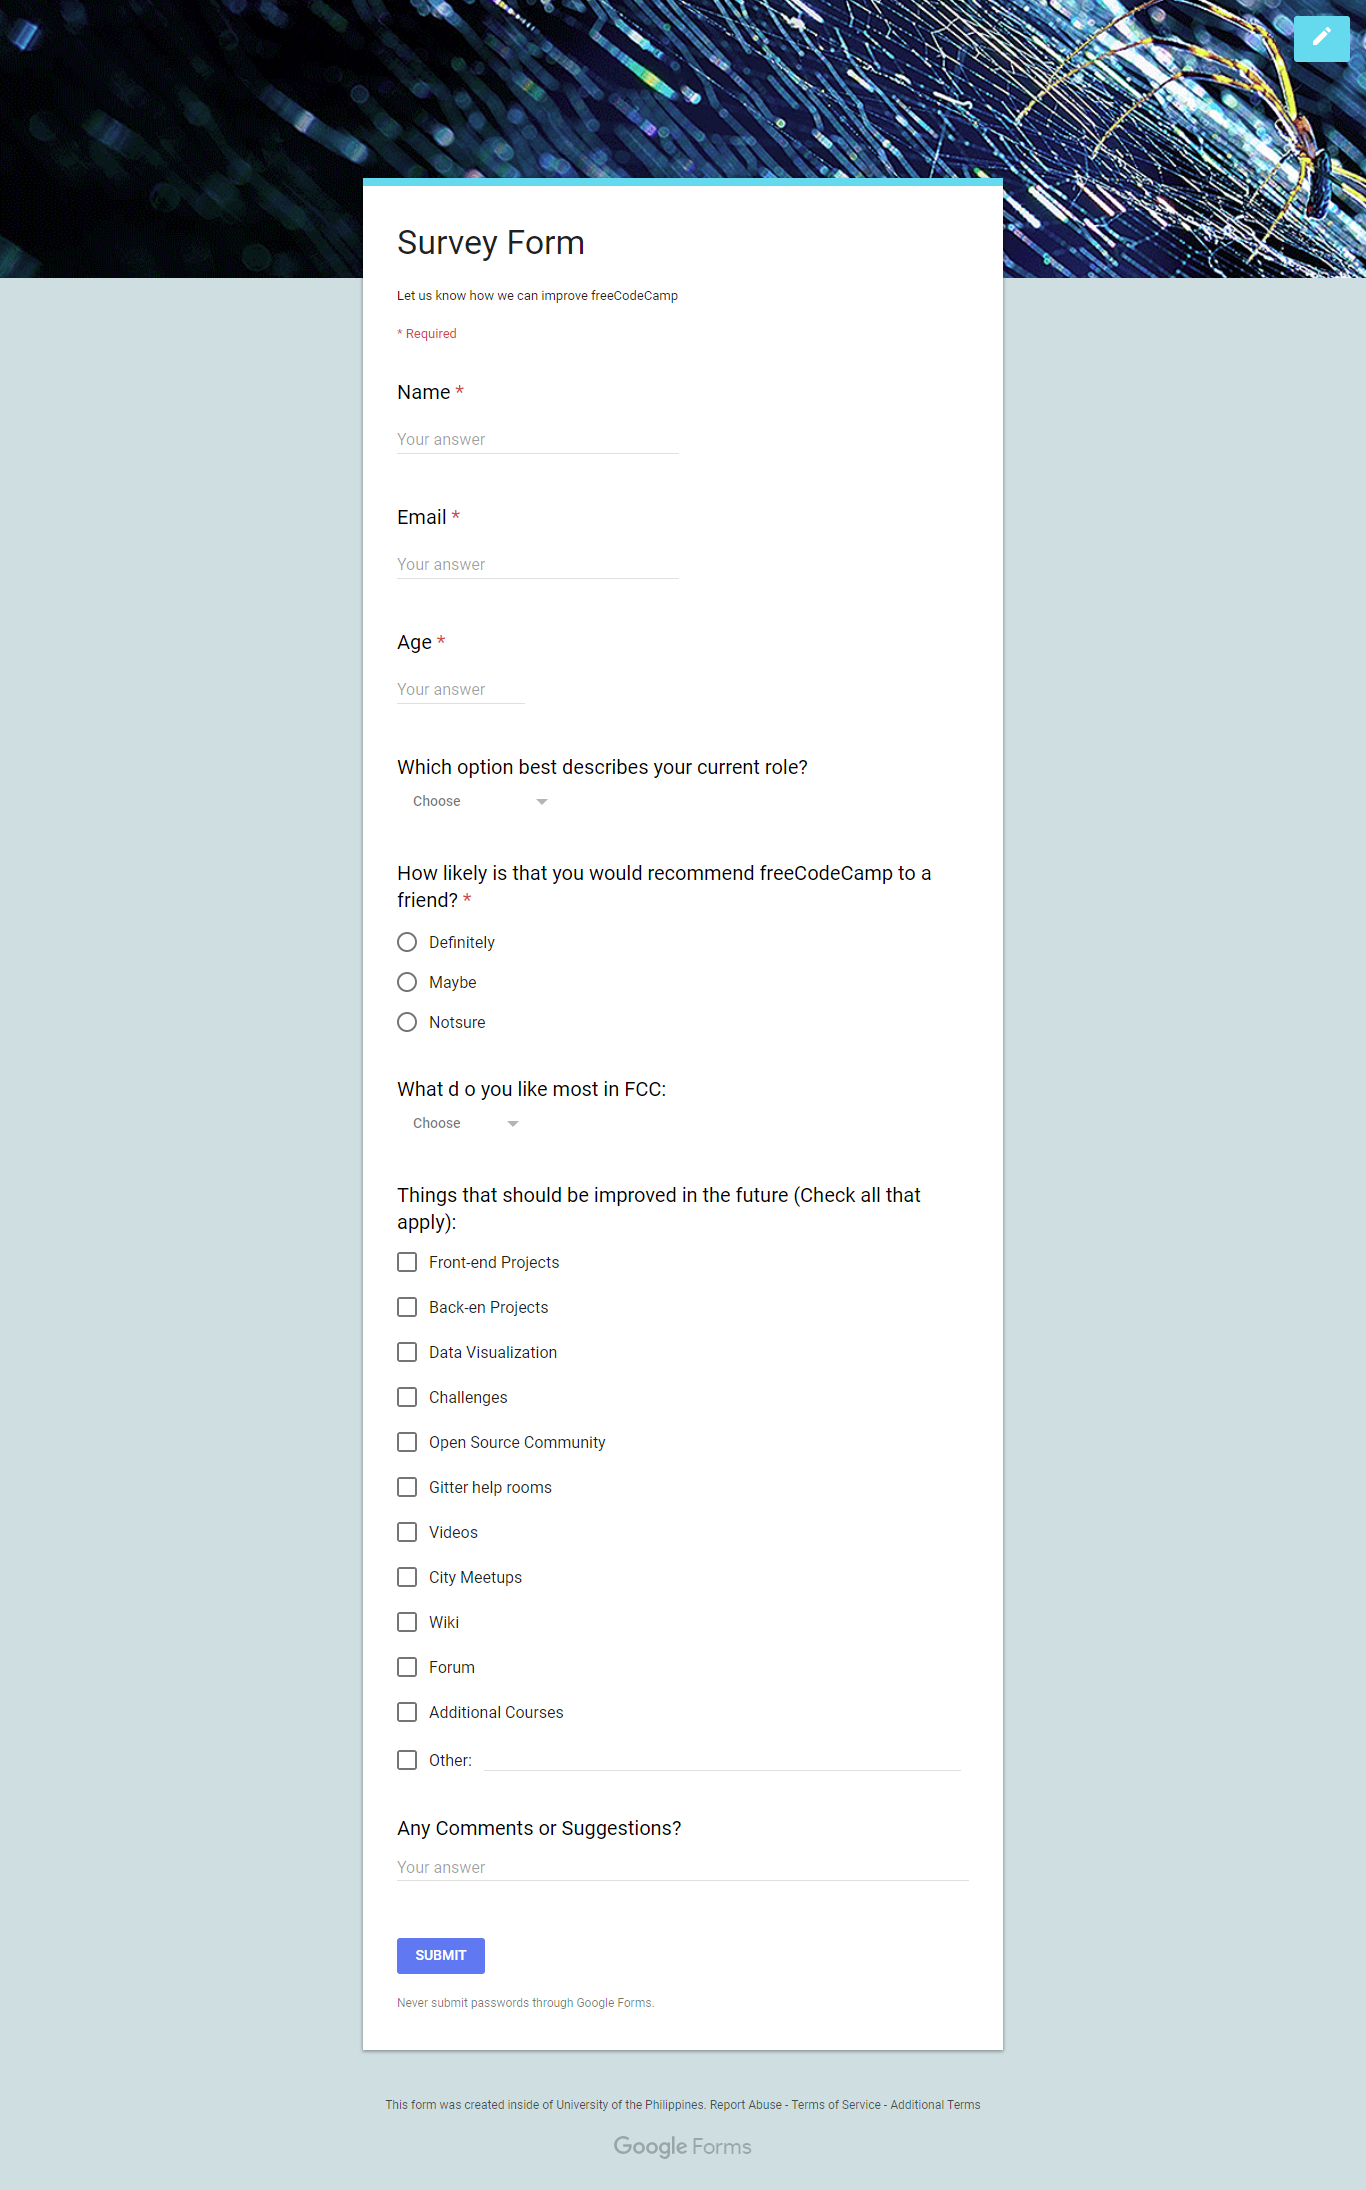 Survey Form
Let us know how we can improve freeCodeCamp
* Required
Name *
Your answer
Email *
Your answer
Age *
Your answer
Which option best describes your current role?
Choose
How likely is that you would recommend freeCodeCamp to a
friend? *
Definitely
Maybe
Notsure
What d o you like most in FCC:
Choose
Things that should be improved in the future (Check all that
apply):
Front-end Projects
Back-en Projects
Data Visualization
Challenges
Open Source Community
Gitter help rooms
Videos
City Meetups
Wiki
Forum
Additional Courses
Other:
Any Comments or Suggestions?
Your answer
SUBMIT
Never submit passwords through Google Forms.
This form was created inside of University of the Philippines. Report Abuse - Terms of Service - Additional Terms
Google Forms